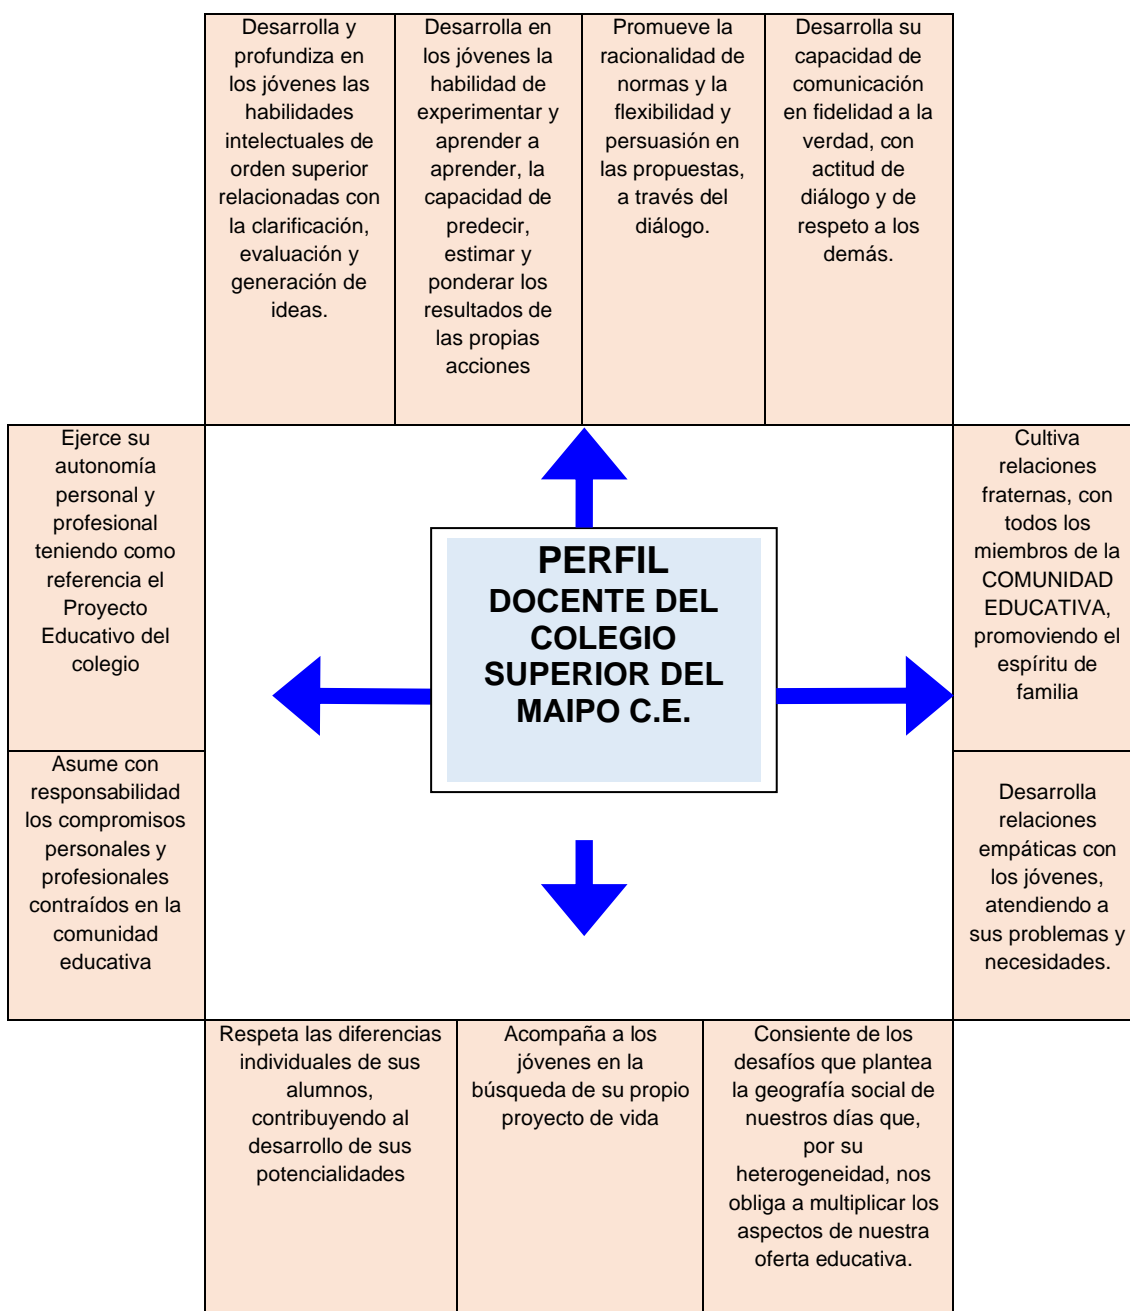 Desarrolla y
profundiza en
los jóvenes las
habilidades
intelectuales de
orden superior
relacionadas con
la clarificación,
evaluación y
generación de
ideas.
Desarrolla en
los jóvenes la
habilidad de
experimentar y
aprender a
aprender, la
capacidad de
predecir,
estimar y
ponderar los
resultados de
las propias
acciones
Promueve la
racionalidad de
normas y la
flexibilidad y
persuasión en
las propuestas,
a través del
diálogo.
Desarrolla su
capacidad de
comunicación
en fidelidad a la
verdad, con
actitud de
diálogo y de
respeto a los
demás.
Ejerce su
autonomía
personal y
profesional
teniendo como
referencia el
Proyecto
Educativo del
colegio
Asume con
responsabilidad
los compromisos
personales y
profesionales
contraídos en la
comunidad
educativa
PERFIL
DOCENTE DEL
COLEGIO
SUPERIOR DEL
MAIPO C.E.
Cultiva
relaciones
fraternas, con
todos los
miembros de la
COMUNIDAD
EDUCATIVA,
promoviendo el
espíritu de
familia
Desarrolla
relaciones
empáticas con
los jóvenes,
atendiendo a
sus problemas y
necesidades.
Respeta las diferencias
individuales de sus
alumnos,
contribuyendo al
desarrollo de sus
potencialidades
Acompaña a los
jóvenes en la
búsqueda de su propio
proyecto de vida
Consiente de los
desafíos que plantea
la geografía social de
nuestros días que,
por su
heterogeneidad, nos
obliga a multiplicar los
aspectos de nuestra
oferta educativa.